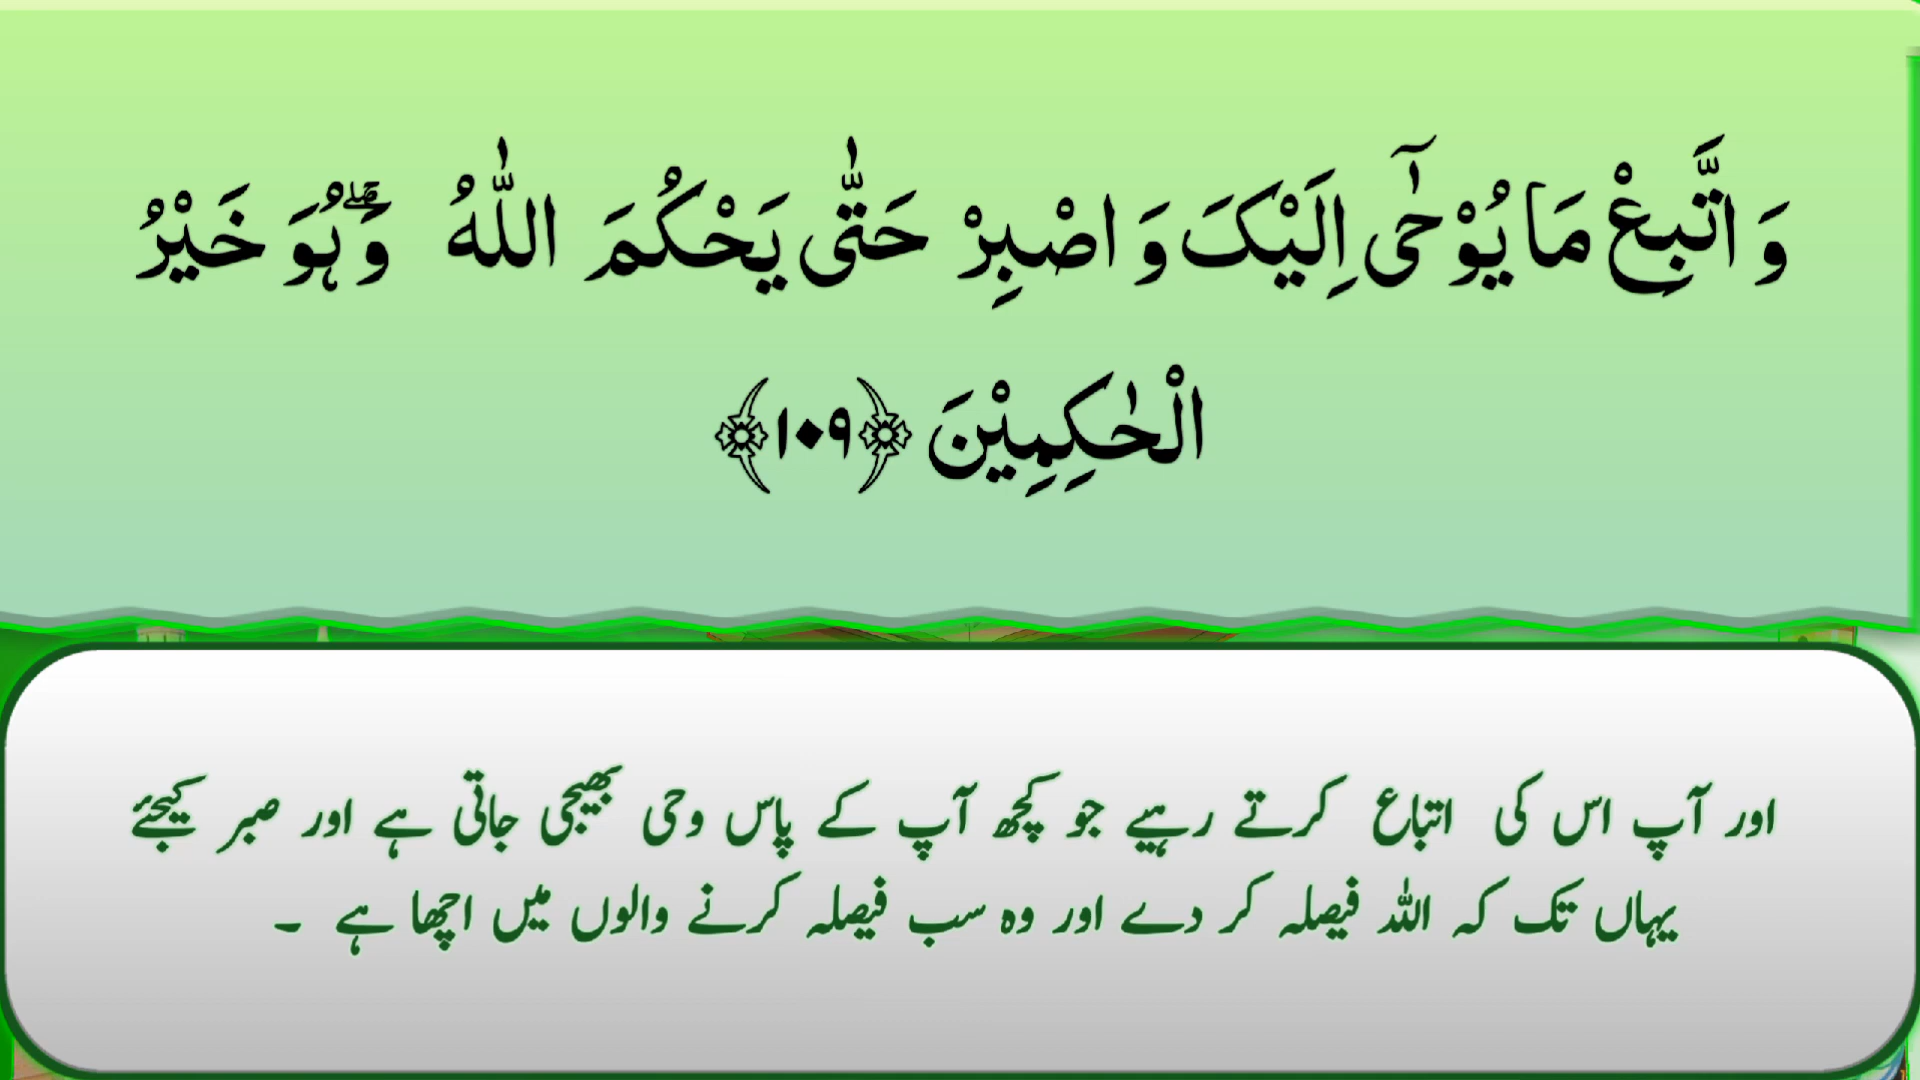 وَ اتَّبِعْ مَا یُوْحٰۤی اِلَیْکَ وَ اصْبِرْ حَتّٰی یَحْکُمَ اللّٰہُ ۚۖ وَ ہُوَ خَیْرُ
الْحٰکِمِیْنَ ﴿۱۰۹﴾
اور آپ اس کی اتباع کرتے رہیے جو کچھ آپ کے پاس وحی بھیجی جاتی ہے اور صبر کیجئے
یہاں تک کہ اللہ فیصلہ کر دے اور وہ سب فیصلہ کرنے والوں میں اچھا ہے ۔